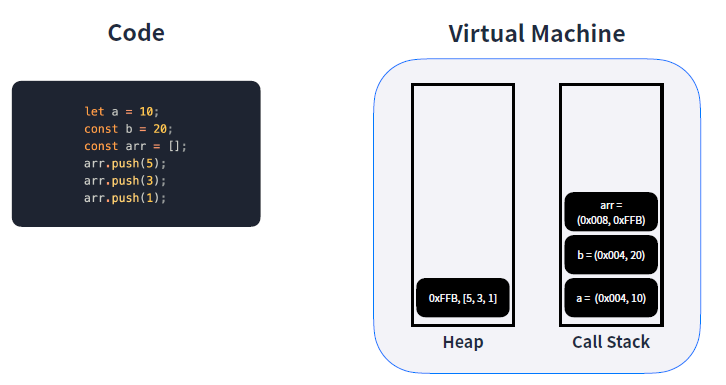 Code
Virtual Machine
let a = 10;
const b = 20;
const arr = [];
arr.push(5);
arr.push(3);
arr.push(1);
arr =
(0x008, 0xFFB)
b = (0x004, 20)
0xFFB, [5, 3, 1]
a = (0x004, 10)
Heap
Call Stack